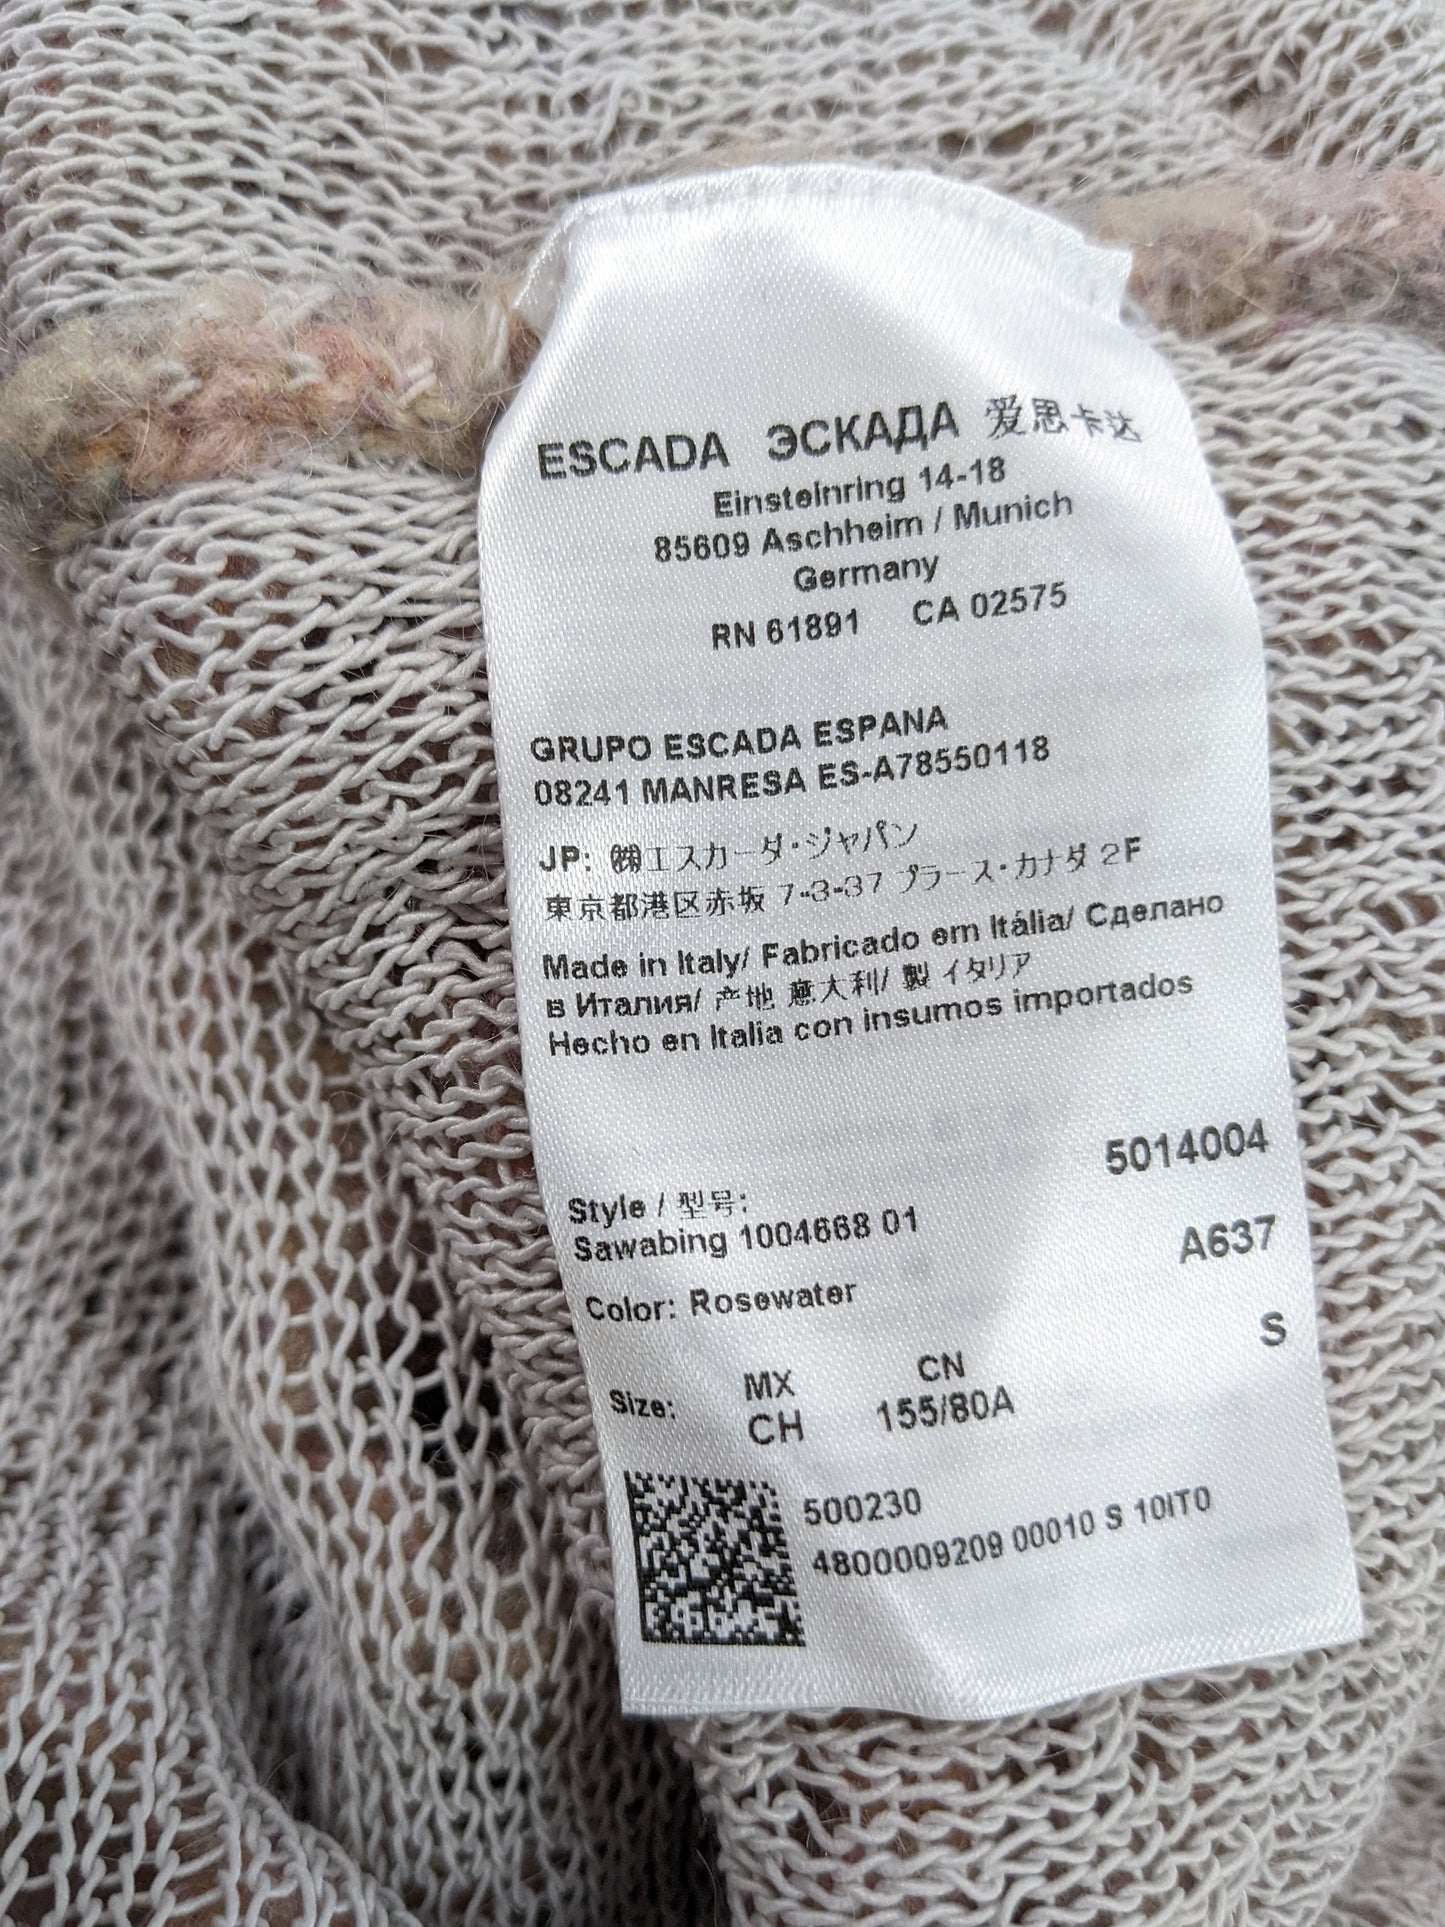 ESCADA ЭСКАДА 爱思卡达
Einsteinring 14-18
85609 Aschheim / Munich
Germany
RN 61891 CA 02575
GRUPO ESCADA ESPANA
08241 MANRESA ES-A78550118
JP: ㈱エスカーダ・ジャパン
東京都港区赤坂 7-3-37 プラース・カナダ 2F
Made in Italy/ Fabricado em Itália/ Сделано
в Италия/ 产地 意大利/ 製 イタリア
Hecho en Italia con insumos importados
5014004
Style / 型号:
Sawabing 1004668 01
A637
Color: Rosewater
S
MX CN
Size: CH 155/80A
500230
4800009209 00010 S 10IT0